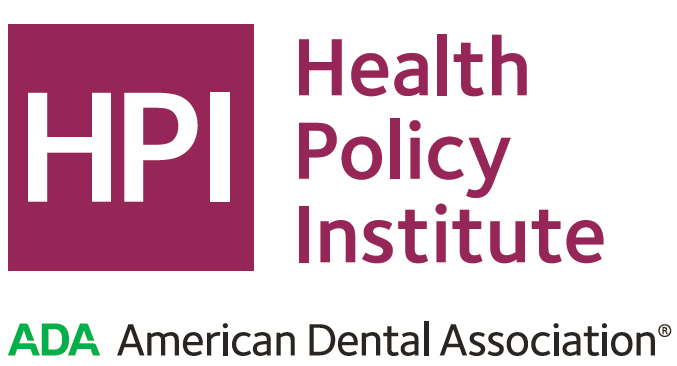 HPI
Health
Policy
Institute
ADA American Dental Association®